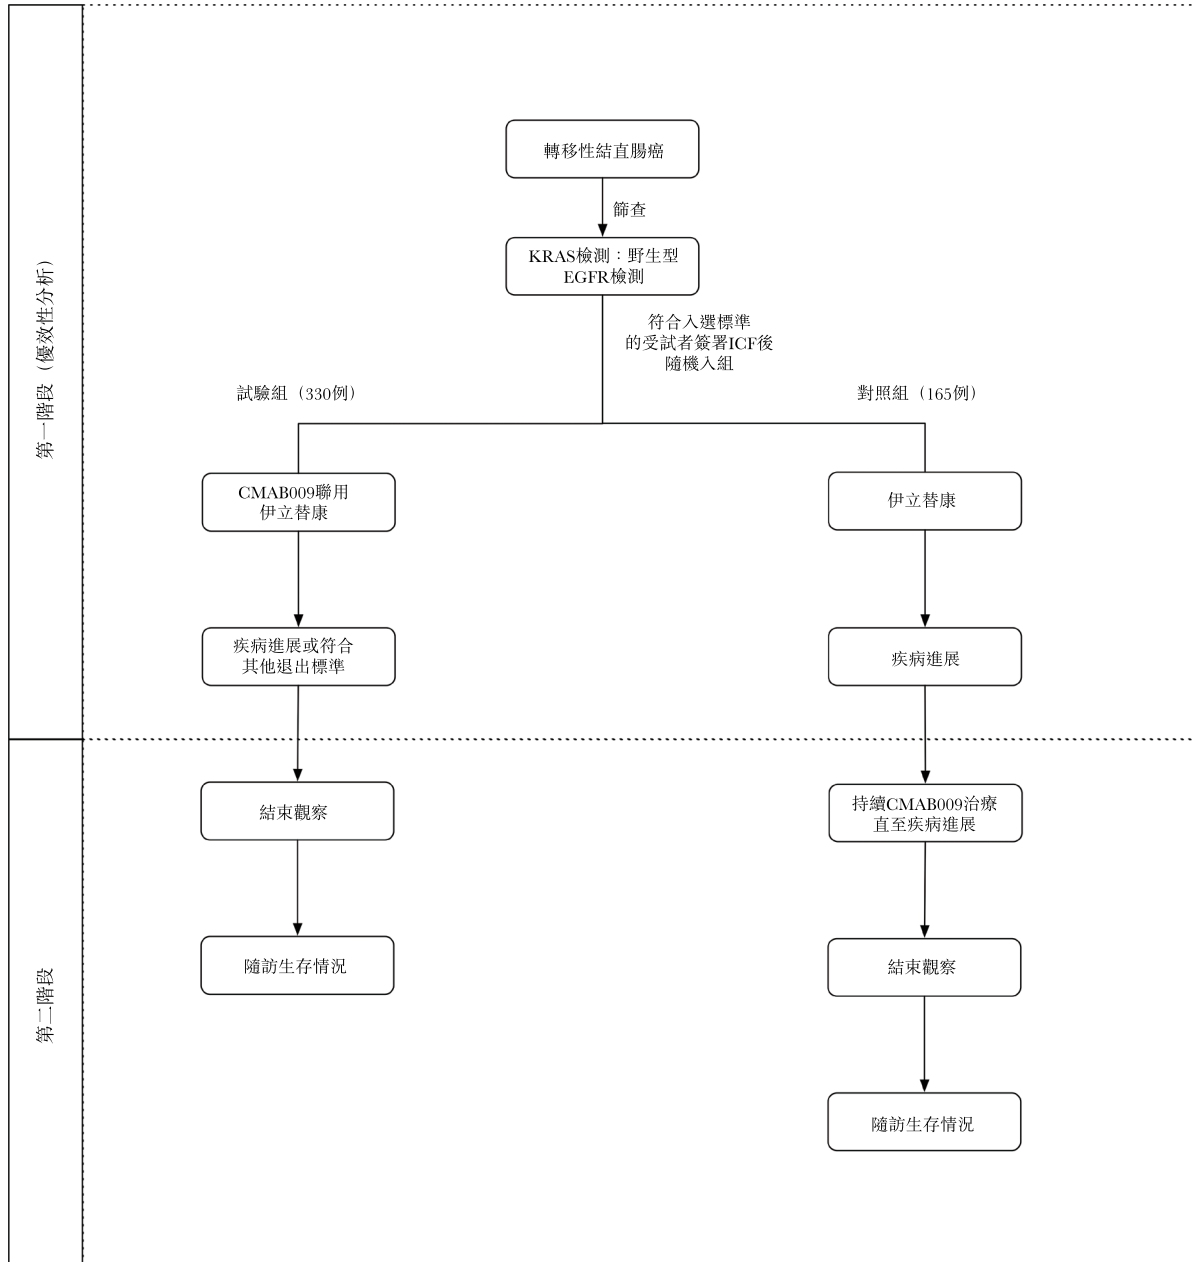 第一階段（優效性分析）
轉移性結直腸癌
篩查
KRAS檢測：野生型
EGFR檢測
符合入選標準
的受試者簽署ICF後
隨機入組
試驗組（330例）
對照組（165例）
CMAB009聯用
伊立替康
伊立替康
疾病進展或符合
其他退出標準
疾病進展
第二階段
結束觀察
持續CMAB009治療
直至疾病進展
隨訪生存情況
結束觀察
隨訪生存情況